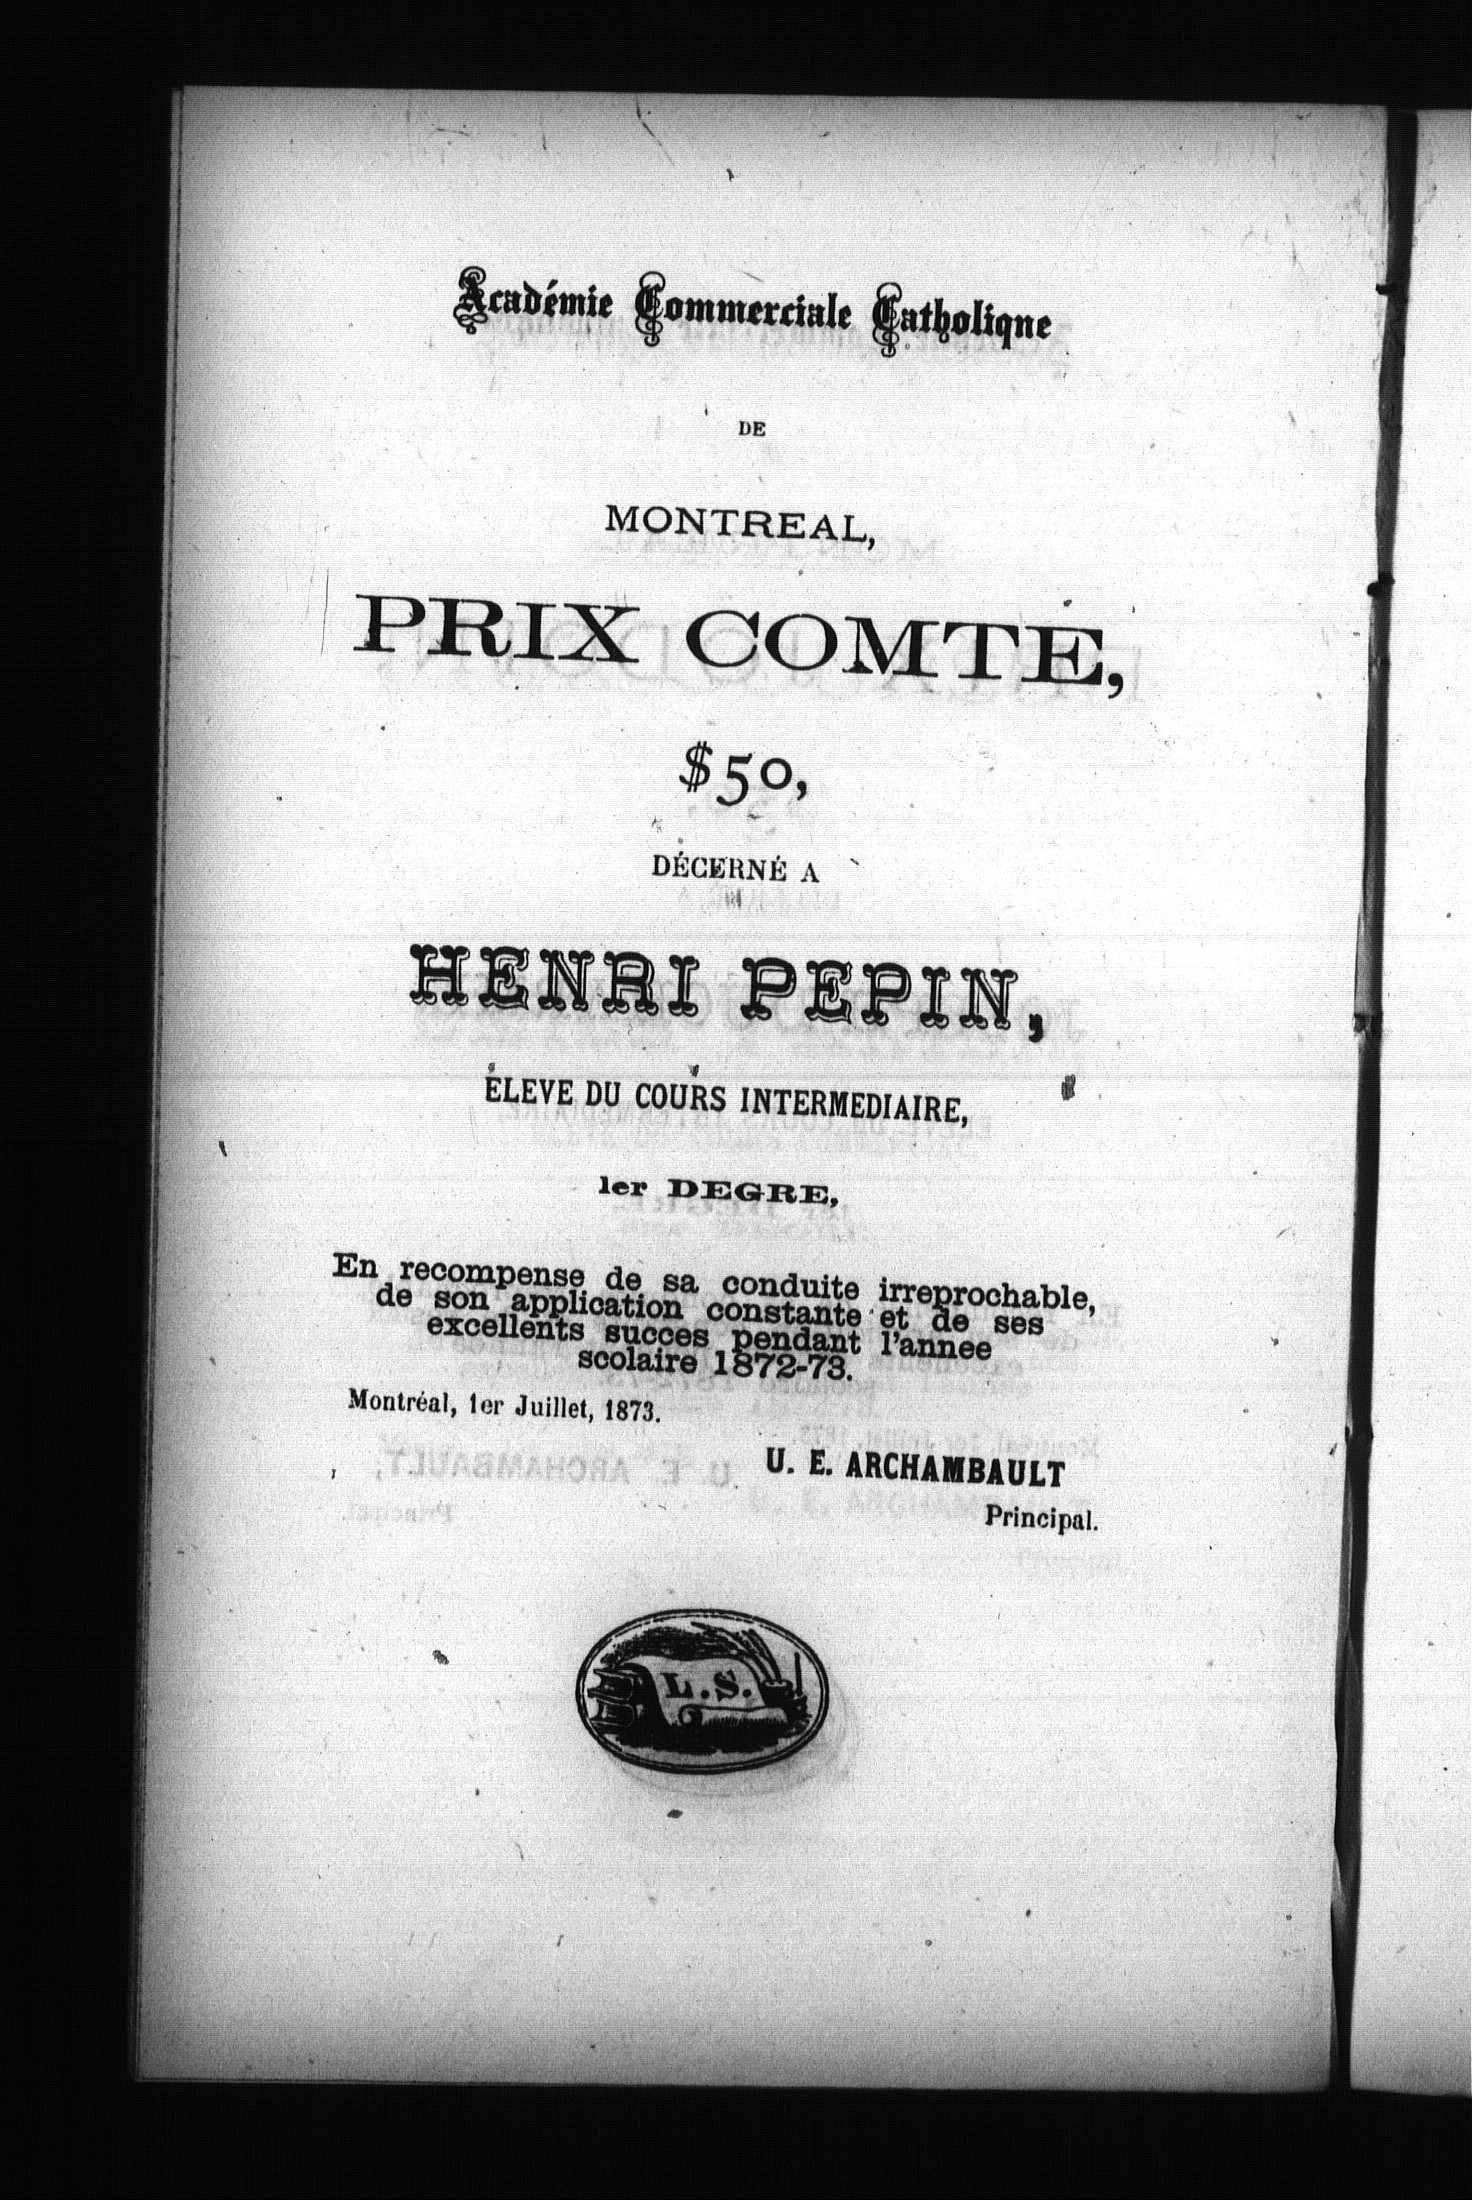 Académie Commerciale Catholique
DE
MONTREAL,
PRIX COMTE,
$50,
DÉCERNÉ A
HENRI PEPIN,
ÉLEVE DU COURS INTERMEDIAIRE,
1er DEGRE,
En recompense de sa conduite irreprochable,
de son application constante et de ses
excellents succes pendant l'annee
scolaire 1872-73.
Montréal, 1er Juillet, 1873.
U. E. ARCHAMBAULT
Principal.
L.S.